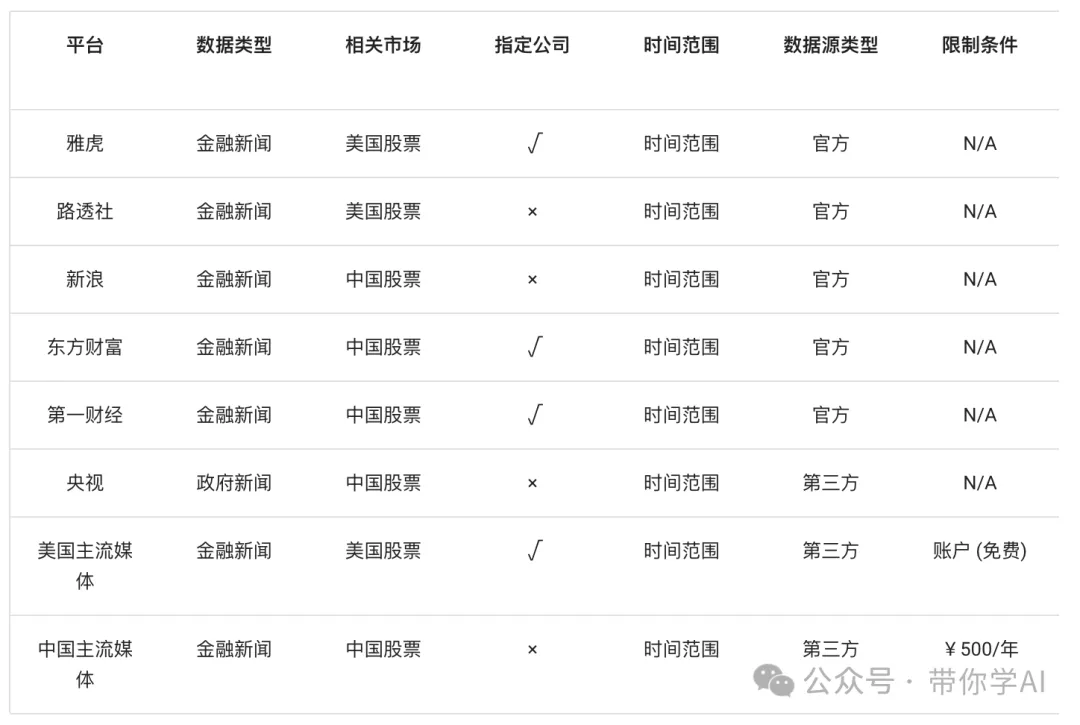 平台 数据类型 相关市场 指定公司 时间范围 数据源类型 限制条件
雅虎 金融新闻 美国股票 √ 时间范围 官方 N/A
路透社 金融新闻 美国股票 × 时间范围 官方 N/A
新浪 金融新闻 中国股票 × 时间范围 官方 N/A
东方财富 金融新闻 中国股票 √ 时间范围 官方 N/A
第一财经 金融新闻 中国股票 √ 时间范围 官方 N/A
央视 政府新闻 中国股票 × 时间范围 第三方 N/A
美国主流媒 金融新闻 美国股票 √ 时间范围 第三方 账户 (免费)
体
中国主流媒 金融新闻 中国股票 × 时间范围 第三方 ￥500/年
体
公众号 · 带你学AI